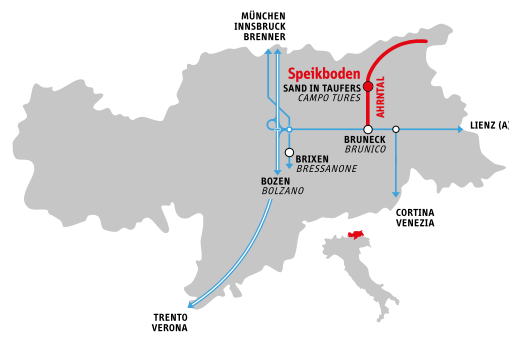 MÜNCHEN
INNSBRUCK
BRENNER
Speikboden
SAND IN TAUFERS
CAMPO TURES
AHRNTAL
LIENZ (A)
BRUNECK
BRUNICO
BRIXEN
BRESSANONE
BOZEN
BOLZANO
CORTINA
VENEZIA
TRENTO
VERONA